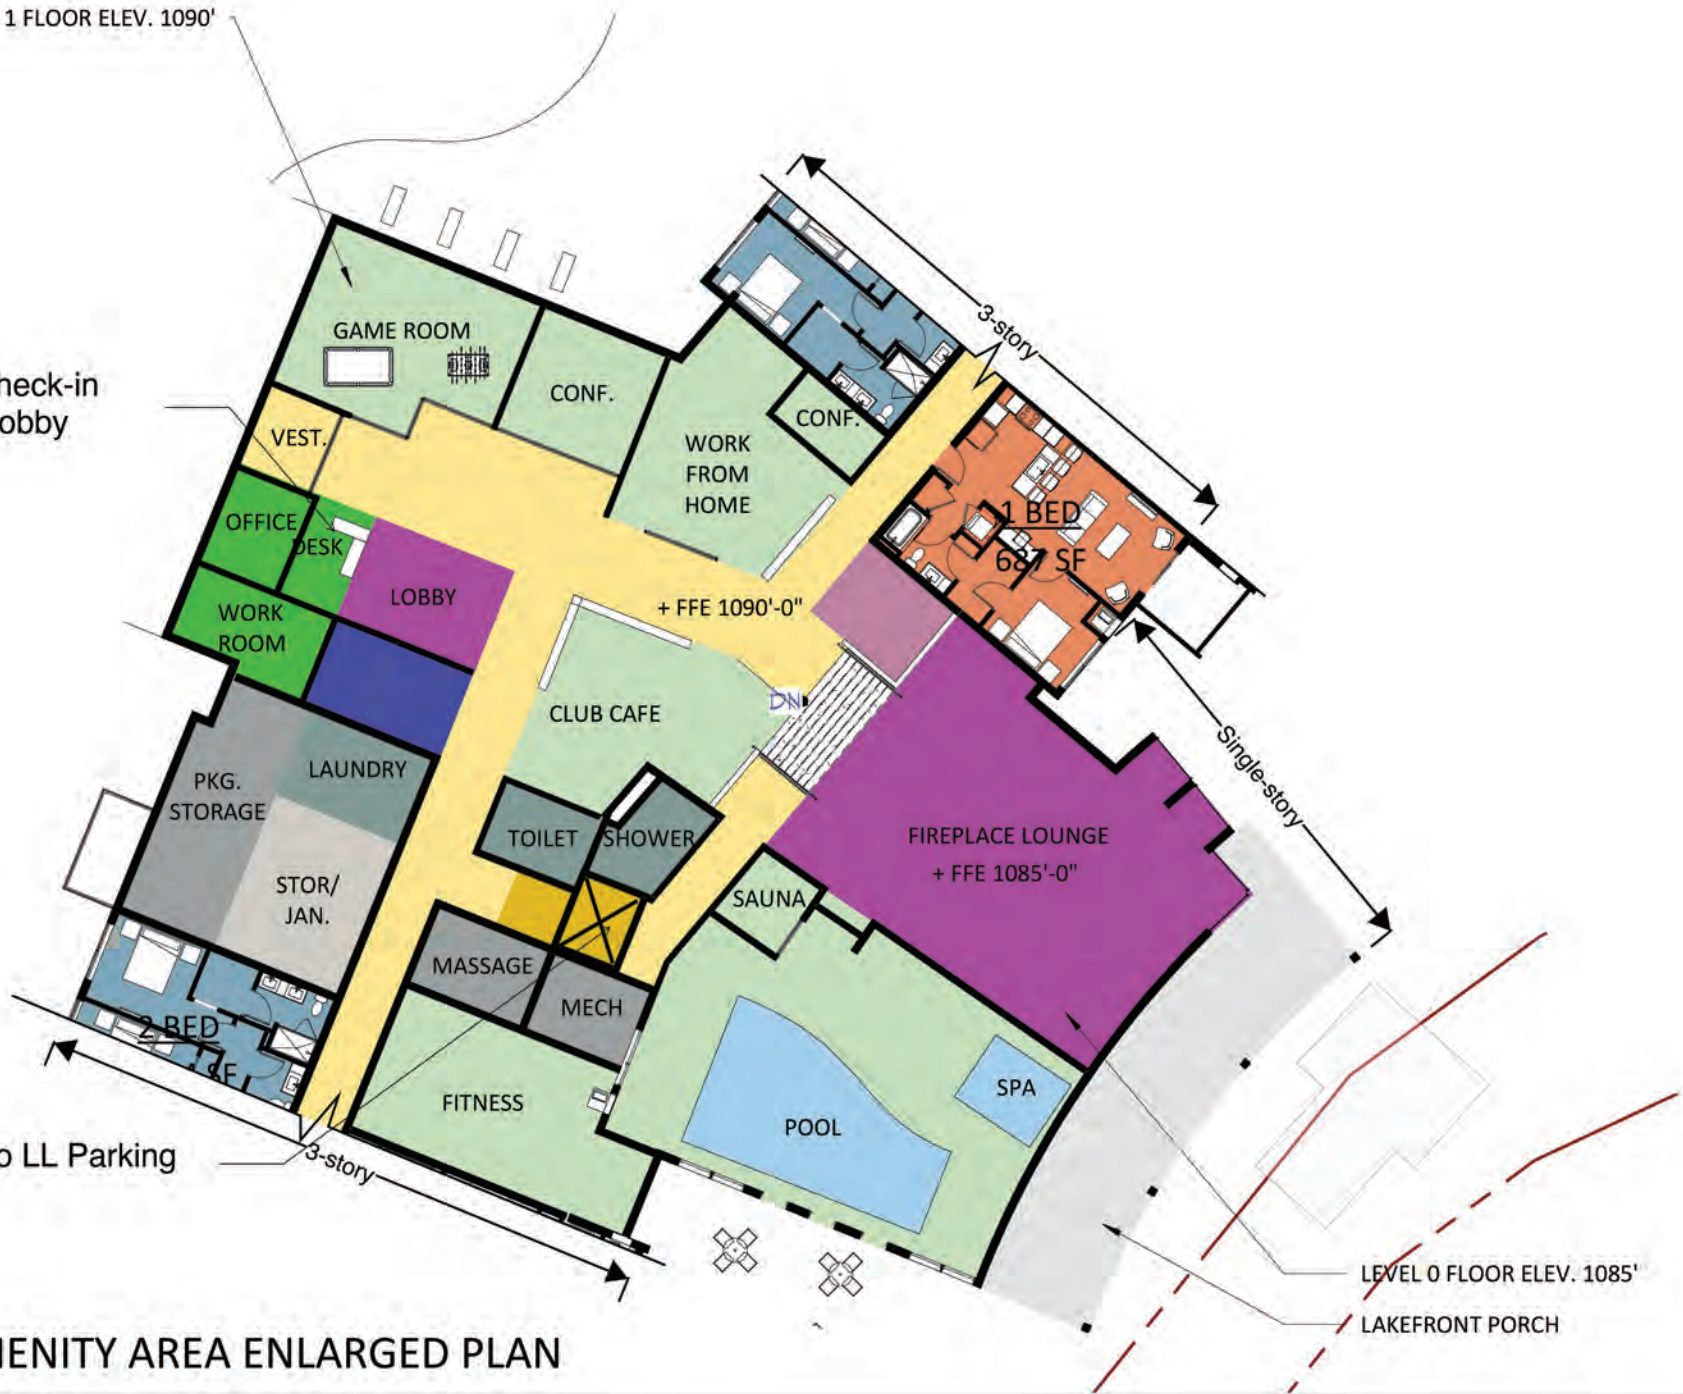 1 FLOOR ELEV. 1090'
3-story
GAME ROOM
heck-in
obby
CONF.
CONF.
VEST.
WORK
FROM
HOME
OFFICE
DESK
1 BED
687 SF
LOBBY
+ FFE 1090'-0"
WORK
ROOM
CLUB CAFE
DN
Single-story
LAUNDRY
PKG.
STORAGE
TOILET
SHOWER
FIREPLACE LOUNGE
+ FFE 1085'-0"
STOR/
JAN.
SAUNA
MASSAGE
MECH
2 BED
SF
FITNESS
SPA
POOL
o LL Parking
3-story
LEVEL 0 FLOOR ELEV. 1085'
LAKEFRONT PORCH
ENITY AREA ENLARGED PLAN